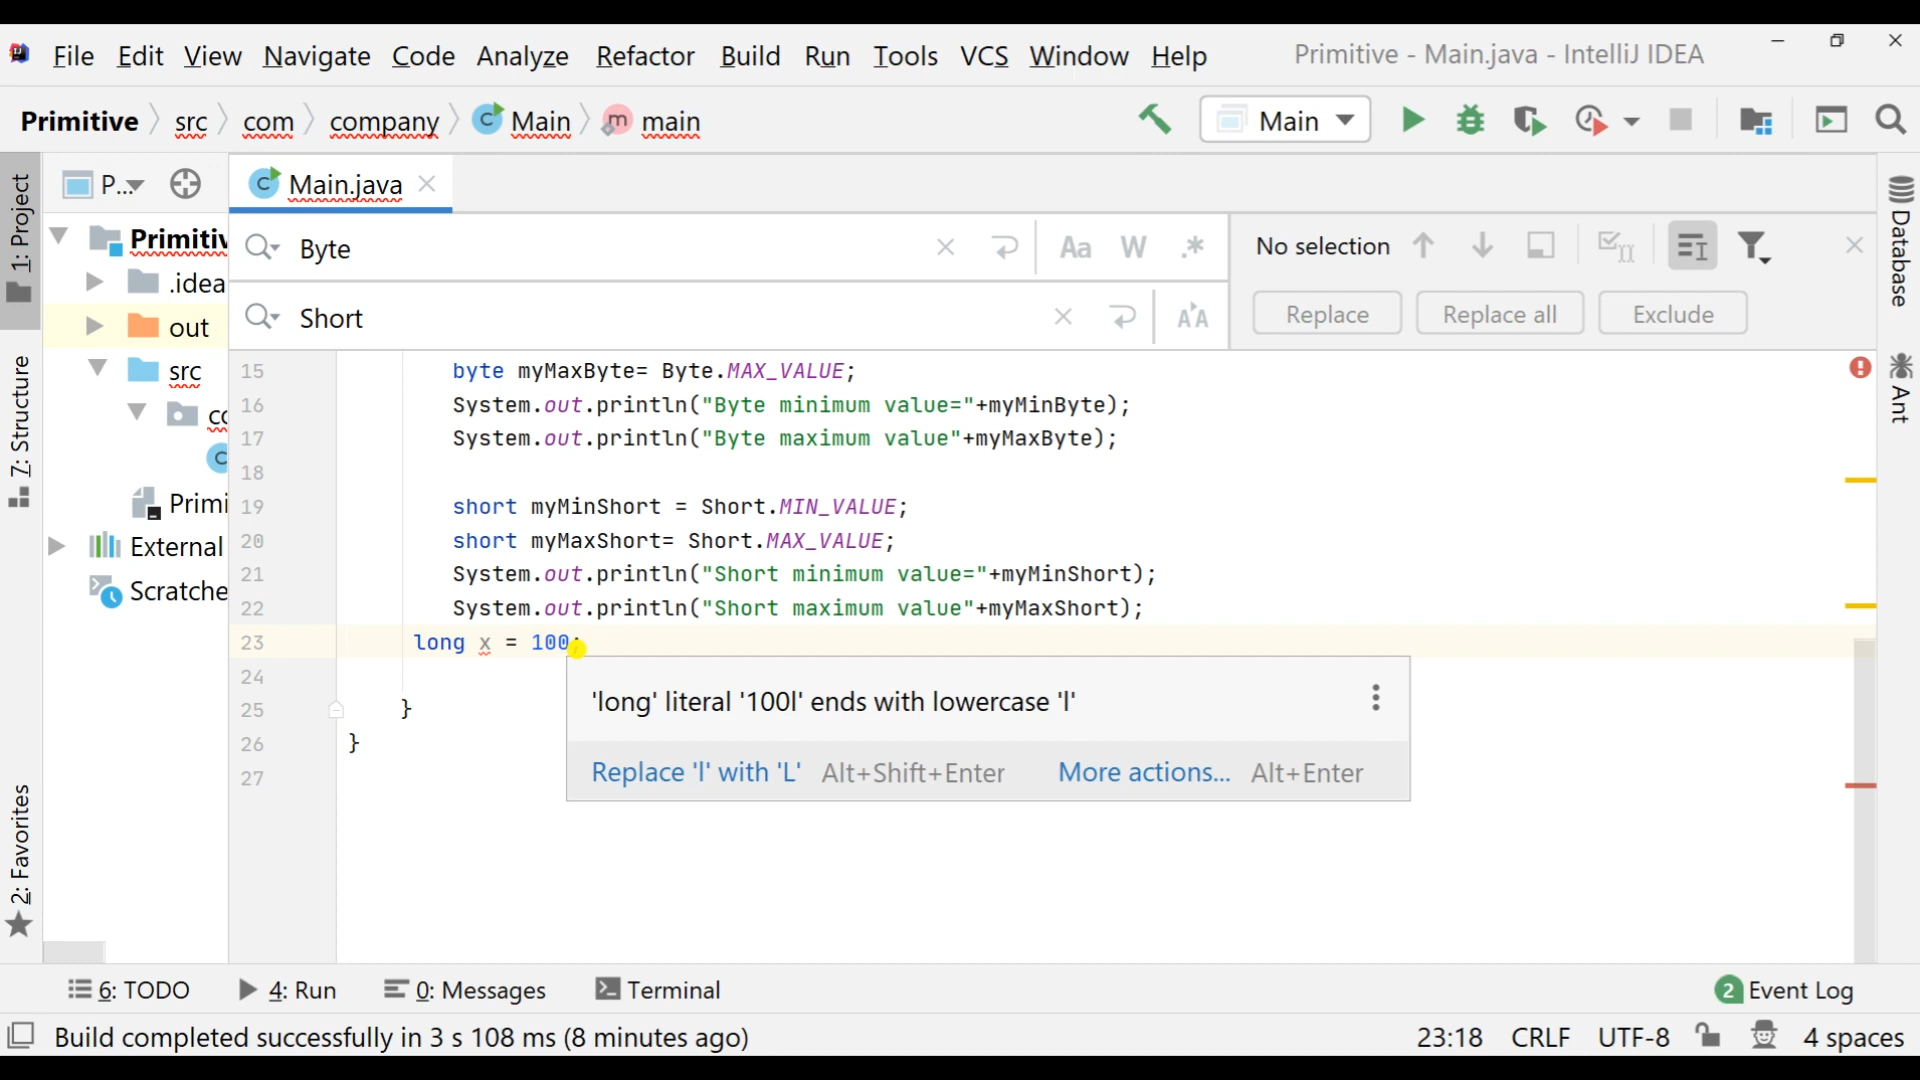 File Edit View Navigate Code Analyze Refactor Build Run Tools VCS Window Help Primitive - Main.java - IntelliJ IDEA
Primitive src com company Main main Main
1: Project P... Main.java
Byte Aa W .* No selection
Short Replace Replace all Exclude
Primitiv
.idea
out
src
co
Primi
External
Scratche
7: Structure
2: Favorites
Database
Ant
15 byte myMaxByte= Byte.MAX_VALUE;
16 System.out.println("Byte minimum value="+myMinByte);
17 System.out.println("Byte maximum value"+myMaxByte);
18
19 short myMinShort = Short.MIN_VALUE;
20 short myMaxShort= Short.MAX_VALUE;
21 System.out.println("Short minimum value="+myMinShort);
22 System.out.println("Short maximum value"+myMaxShort);
23 long x = 100;
24
25 }
26 }
27
'long' literal '100l' ends with lowercase 'l'
Replace 'l' with 'L' Alt+Shift+Enter More actions... Alt+Enter
6: TODO 4: Run 0: Messages Terminal 2 Event Log
Build completed successfully in 3 s 108 ms (8 minutes ago) 23:18 CRLF UTF-8 4 spaces